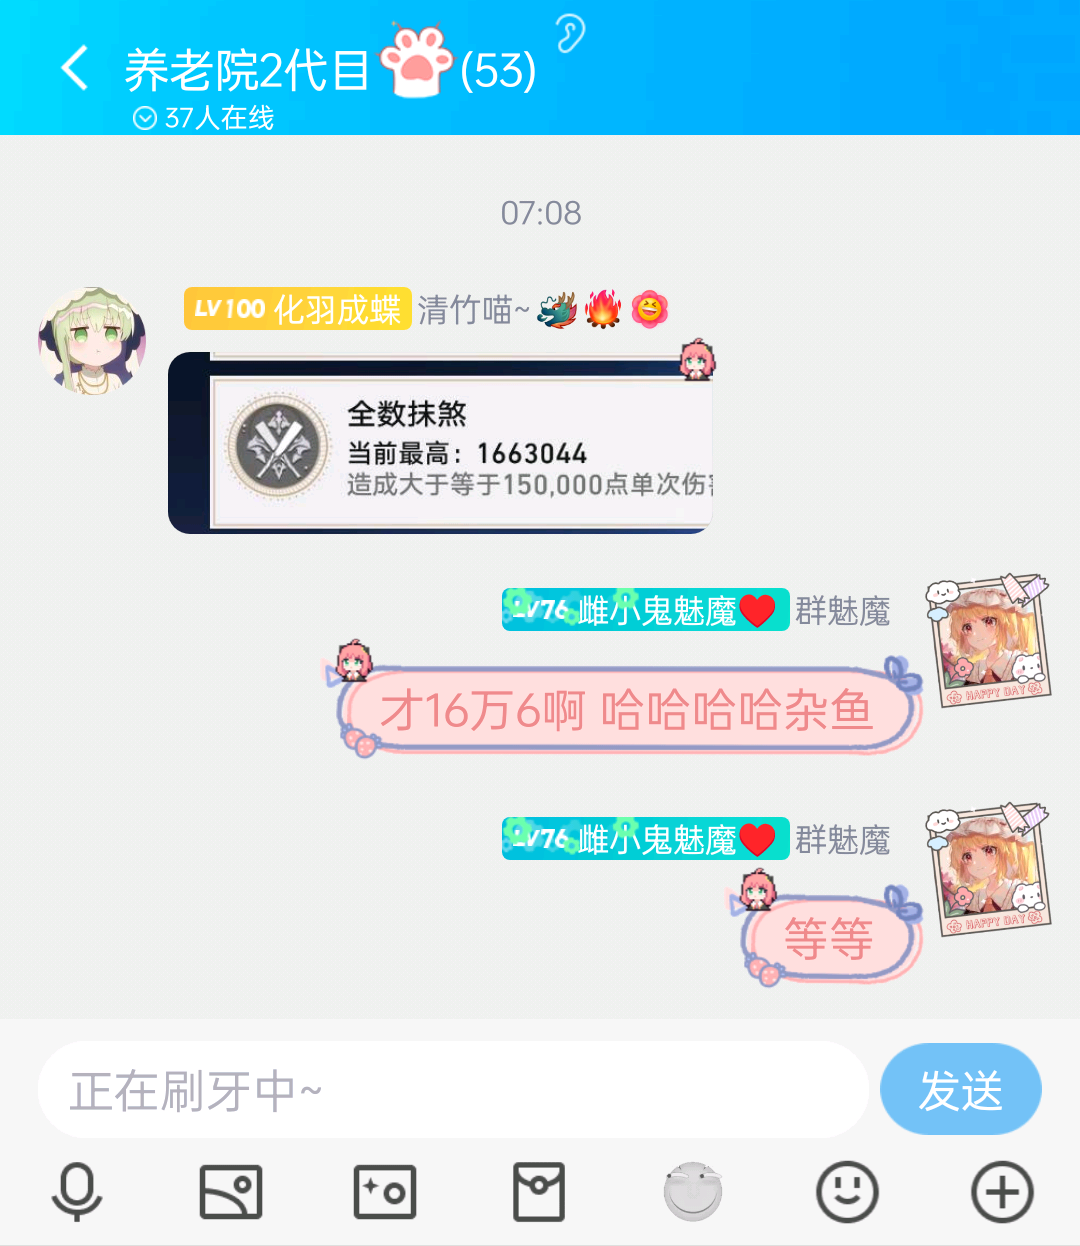 养老院2代目(53)
37人在线
07:08
LV100 化羽成蝶 清竹喵~
全数抹煞
当前最高：1663044
造成大于等于150,000点单次伤
LV76 雌小鬼魅魔 群魅魔
才16万6啊 哈哈哈哈杂鱼
HAPPY DAY
LV76 雌小鬼魅魔 群魅魔
等等
HAPPY DAY
正在刷牙中~
发送